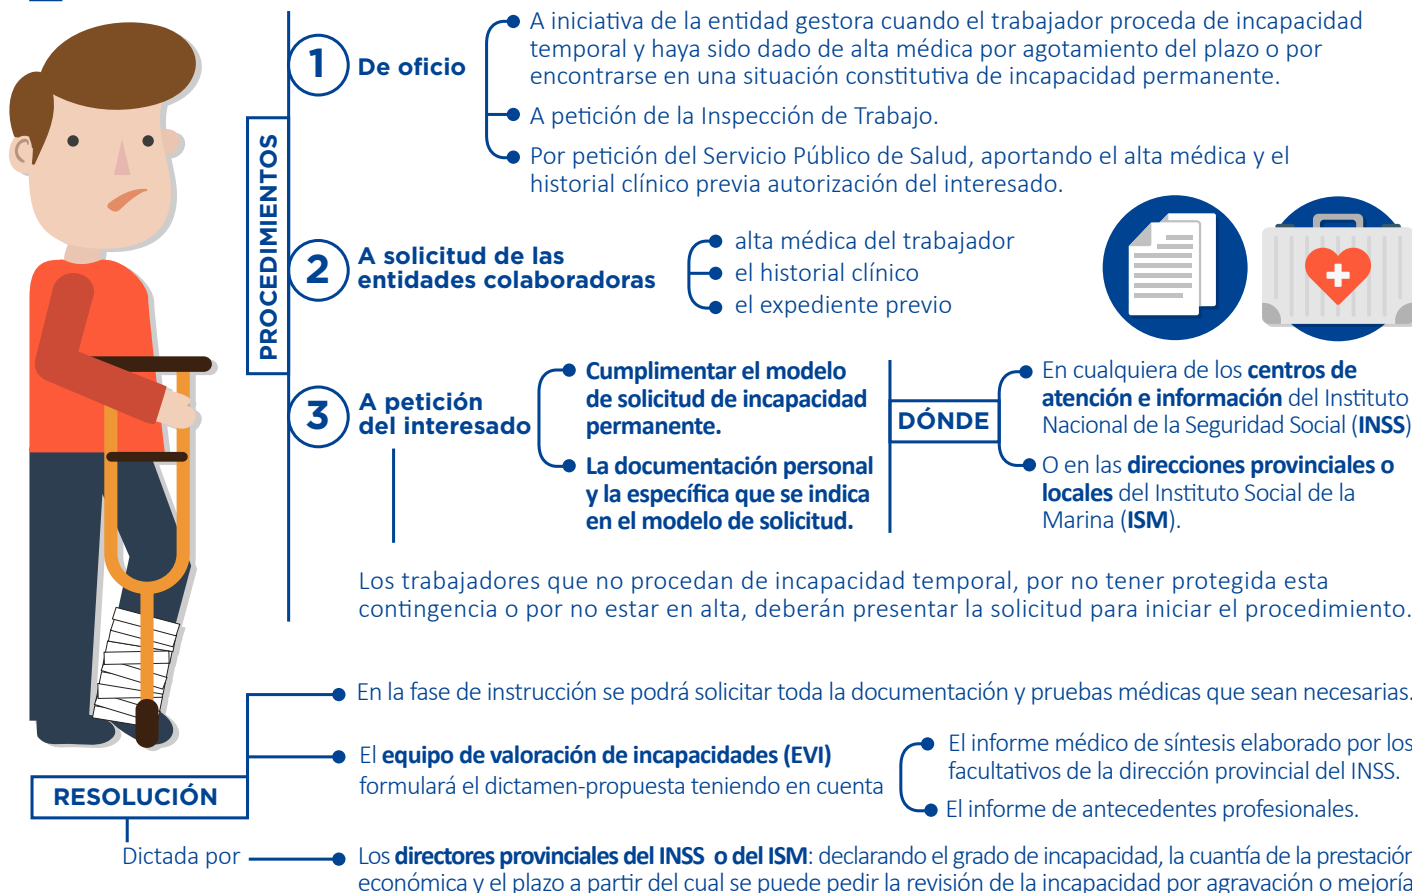 PROCEDIMIENTOS
1
De oficio
A iniciativa de la entidad gestora cuando el trabajador proceda de incapacidad
temporal y haya sido dado de alta médica por agotamiento del plazo o por
encontrarse en una situación constitutiva de incapacidad permanente.
A petición de la Inspección de Trabajo.
Por petición del Servicio Público de Salud, aportando el alta médica y el
historial clínico previa autorización del interesado.
2
A solicitud de las
entidades colaboradoras
alta médica del trabajador
el historial clínico
el expediente previo
3
A petición
del interesado
Cumplimentar el modelo
de solicitud de incapacidad
permanente.
La documentación personal
y la específica que se indica
en el modelo de solicitud.
DÓNDE
En cualquiera de los centros de
atención e información del Instituto
Nacional de la Seguridad Social (INSS)
O en las direcciones provinciales o
locales del Instituto Social de la
Marina (ISM).
Los trabajadores que no procedan de incapacidad temporal, por no tener protegida esta
contingencia o por no estar en alta, deberán presentar la solicitud para iniciar el procedimiento.
RESOLUCIÓN
En la fase de instrucción se podrá solicitar toda la documentación y pruebas médicas que sean necesarias.
El equipo de valoración de incapacidades (EVI)
formulará el dictamen-propuesta teniendo en cuenta
El informe médico de síntesis elaborado por los
facultativos de la dirección provincial del INSS.
El informe de antecedentes profesionales.
Dictada por
Los directores provinciales del INSS o del ISM: declarando el grado de incapacidad, la cuantía de la prestación
económica y el plazo a partir del cual se puede pedir la revisión de la incapacidad por agravación o mejoría